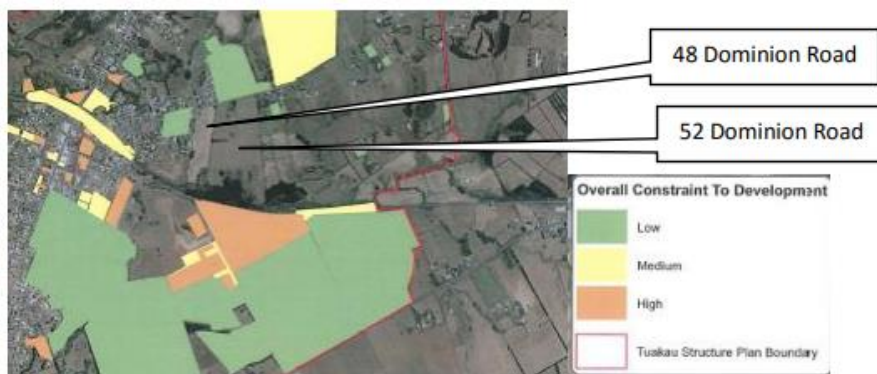 48 Dominion Road
52 Dominion Road
Overall Constraint To Development
Low
Medium
High
Tuakau Structure Plan Boundary